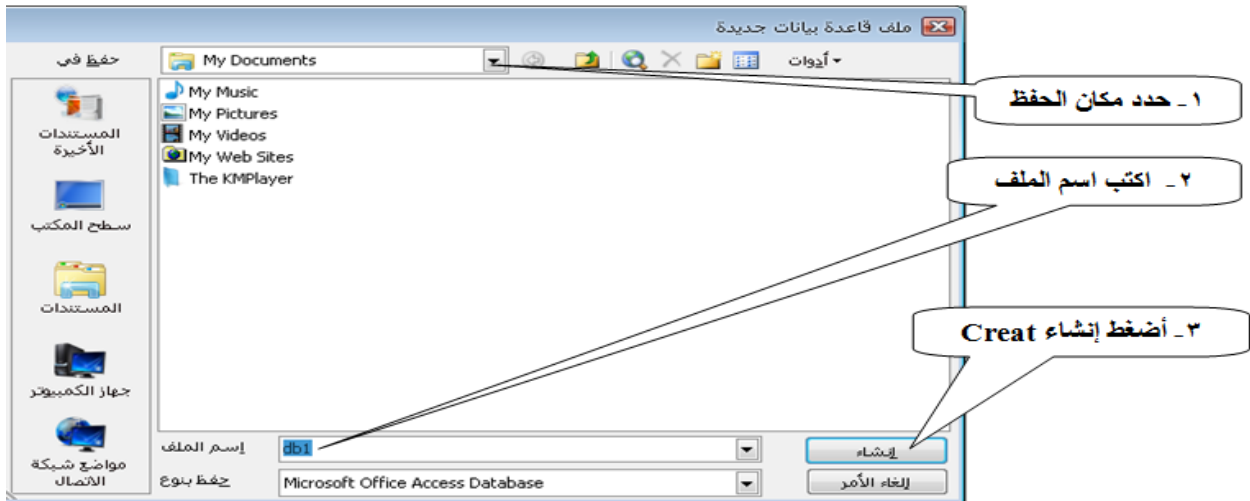 ملف قاعدة بيانات جديدة
حفظ في
My Documents
أدوات
My Music
My Pictures
My Videos
My Web Sites
The KMPlayer
المستندات
الأخيرة
سطح المكتب
المستندات
جهاز الكمبيوتر
مواضع شبكة
الاتصال
١ـ حدد مكان الحفظ
٢ـ اكتب اسم الملف
٣ـ أضغط إنشاء Creat
إسم الملف
db1
إنشاء
حفظ بنوع
Microsoft Office Access Database
إلغاء الأمر